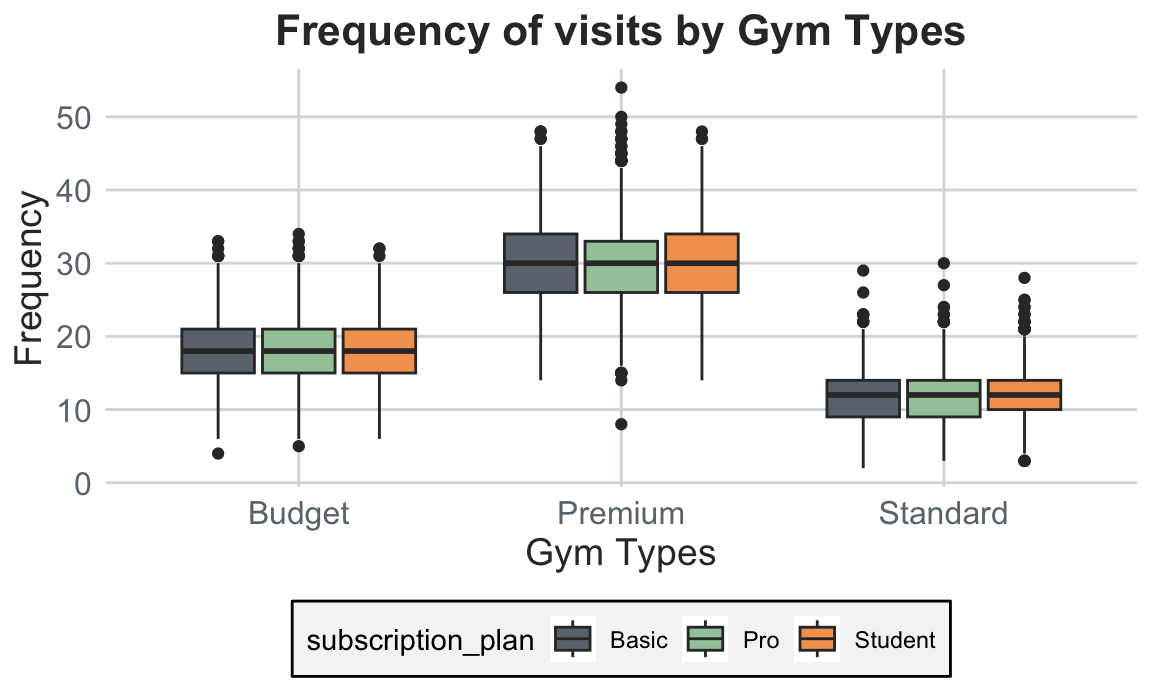 Frequency of visits by Gym Types
Frequency
50
40
30
20
10
0
Budget Premium Standard
Gym Types
subscription_plan Basic Pro Student